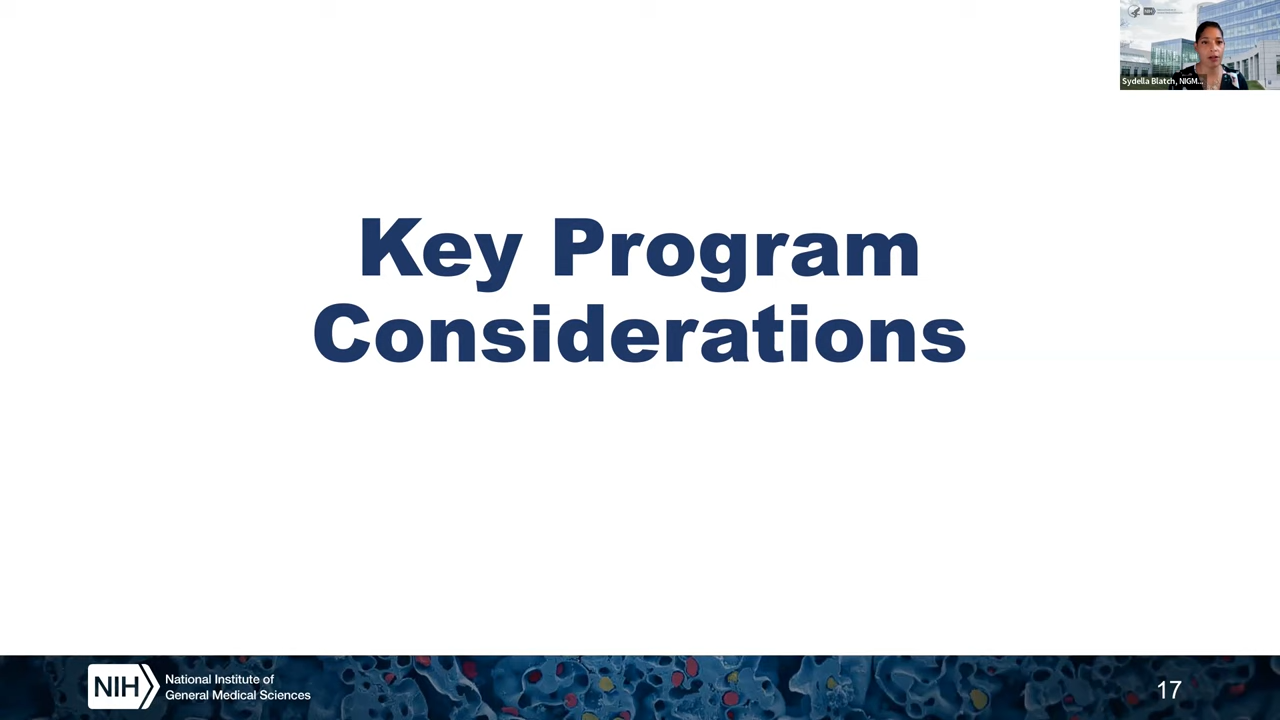 Sydella Blatch, NIGM...
Key Program
Considerations
NIH
National Institute of
General Medical Sciences
17